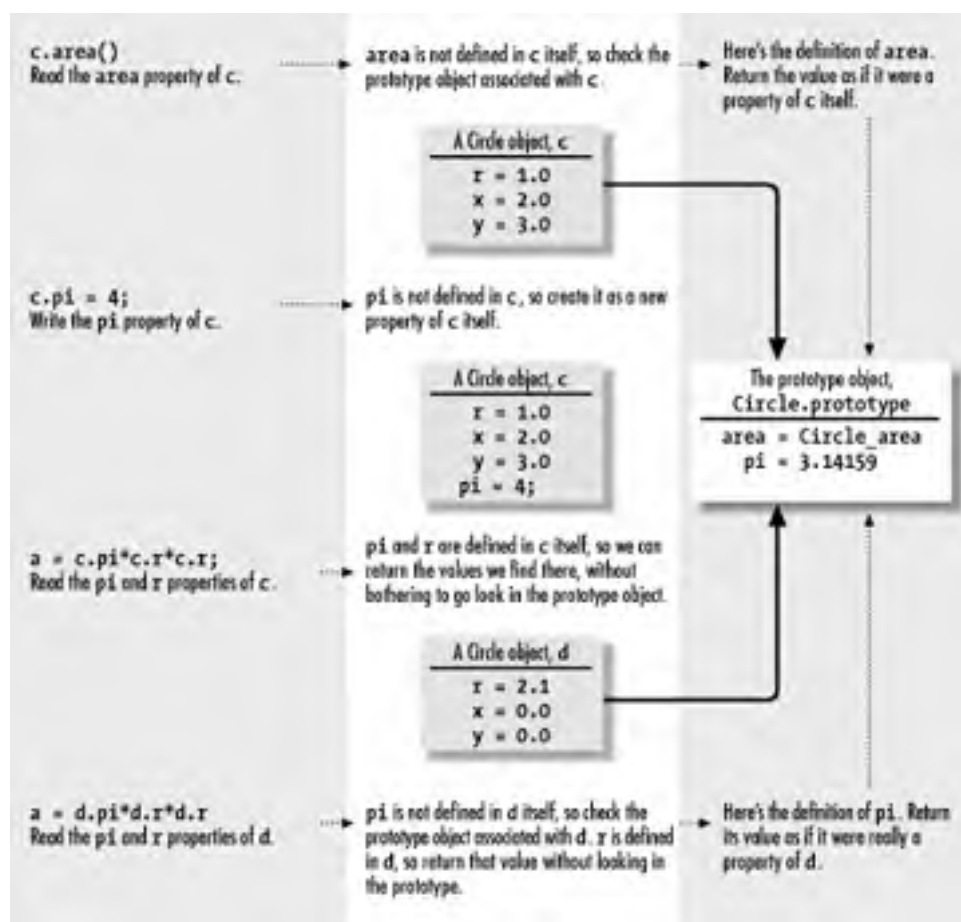 c.area()
Read the area property of c.
area is not defined in c itself, so check the
prototype object associated with c.
Here's the definition of area.
Return the value as if it were a
property of c itself.
A Circle object, c
r = 1.0
x = 2.0
y = 3.0
c.pi = 4;
Write the pi property of c.
pi is not defined in c, so create it as a new
property of c itself.
A Circle object, c
r = 1.0
x = 2.0
y = 3.0
pi = 4;
The prototype object,
Circle.prototype
area = Circle_area
pi = 3.14159
a = c.pi*c.r*c.r;
Read the pi and r properties of c.
pi and r are defined in c itself, so we can
return the values we find there, without
bothering to go look in the prototype object.
A Circle object, d
r = 2.1
x = 0.0
y = 0.0
a = d.pi*d.r*d.r
Read the pi and r properties of d.
pi is not defined in d itself, so check the
prototype object associated with d. r is defined
in d, so return that value without looking in
the prototype.
Here's the definition of pi. Return
its value as if it were really a
property of d.